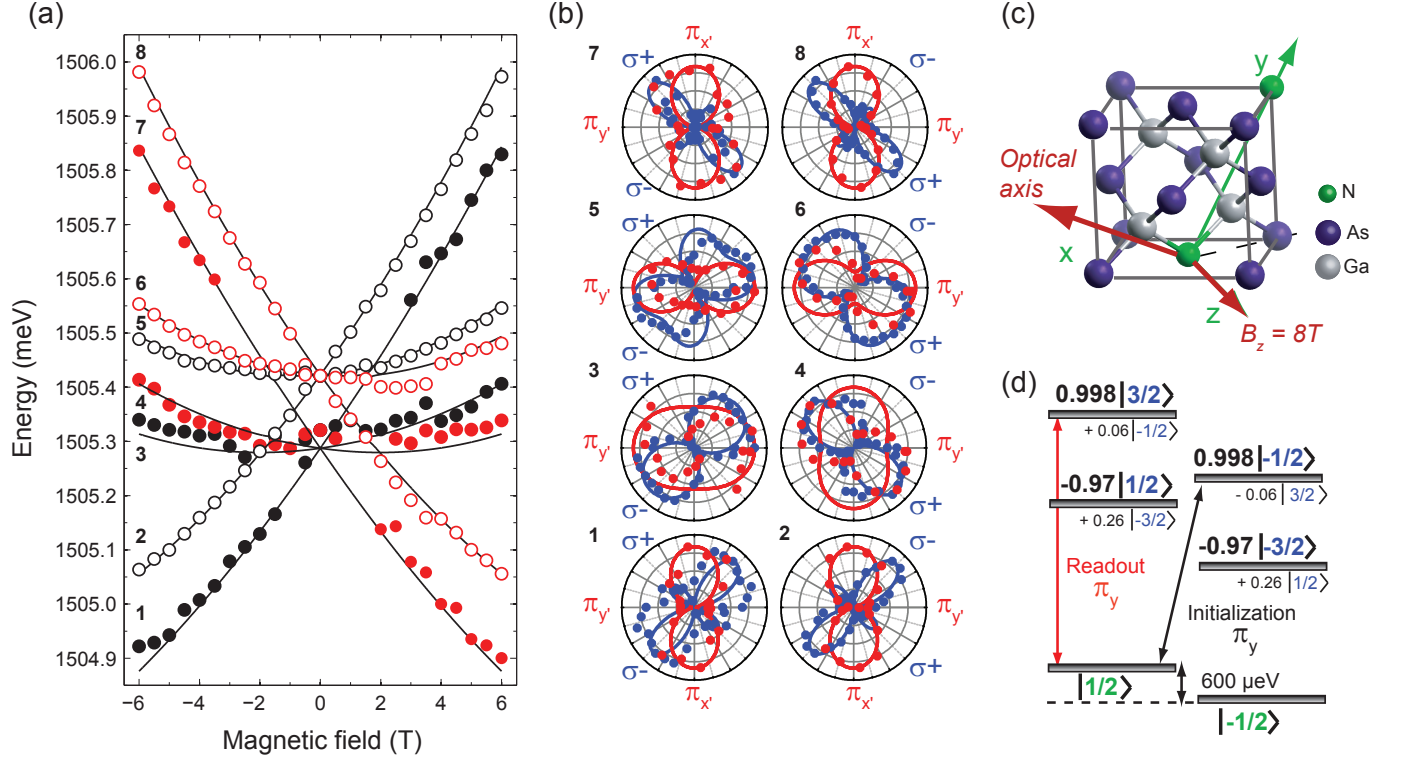 (a)
Energy (meV)
1506.0
1505.9
1505.8
1505.7
1505.6
1505.5
1505.4
1505.3
1505.2
1505.1
1505.0
1504.9
8
7
6
5
4
3
2
1
−6 −4 −2 0 2 4 6
Magnetic field (T)
(b)
πx'
πx'
7
σ+
8
σ-
πy'
πy'
σ-
σ+
5
σ+
6
σ-
πy'
πy'
σ-
σ+
3
σ+
4
σ-
πy'
πy'
σ-
σ+
1
σ+
2
σ-
πy'
πy'
σ-
σ+
πx'
πx'
(c)
y
Optical
axis
x
z
Bz = 8T
N
As
Ga
(d)
0.998|3/2⟩
+ 0.06|-1/2⟩
-0.97|1/2⟩
+ 0.26|-3/2⟩
0.998|-1/2⟩
- 0.06|3/2⟩
-0.97|-3/2⟩
+ 0.26|1/2⟩
Readout
πy
Initialization
πy
|1/2⟩
600 µeV
|-1/2⟩